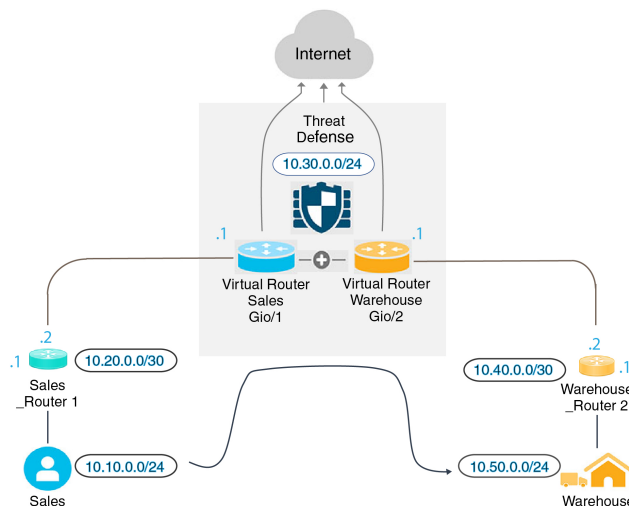 Internet
Threat
Defense
10.30.0.0/24
.1
.1
Virtual Router
Sales
Gio/1
Virtual Router
Warehouse
Gio/2
.2
.1
10.20.0.0/30
Sales
_Router 1
.2
.1
10.40.0.0/30
Warehouse
_Router 2
10.10.0.0/24
Sales
10.50.0.0/24
Warehouse